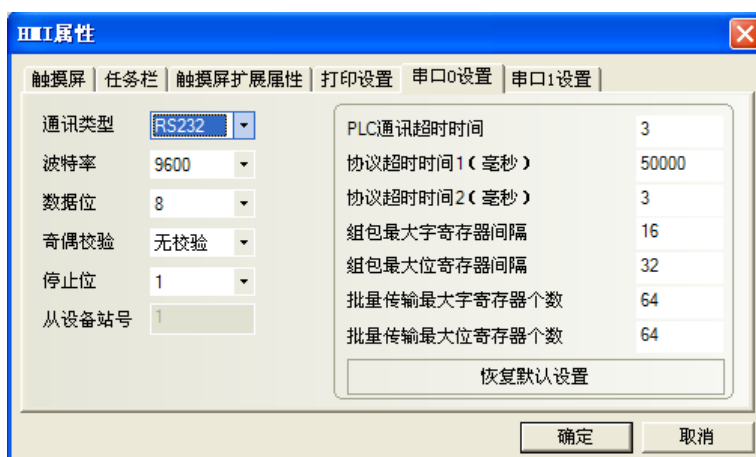 HMI属性
触摸屏 任务栏 触摸屏扩展属性 打印设置 串口0设置 串口1设置
通讯类型 RS232
波特率 9600
数据位 8
奇偶校验 无校验
停止位 1
从设备站号 1
PLC通讯超时时间 3
协议超时时间1(毫秒) 50000
协议超时时间2(毫秒) 3
组包最大字寄存器间隔 16
组包最大位寄存器间隔 32
批量传输最大字寄存器个数 64
批量传输最大位寄存器个数 64
恢复默认设置
确定 取消